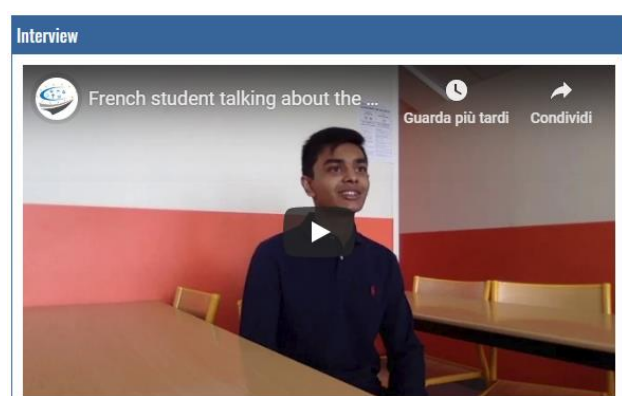 Interview
French student talking about the ...
Guarda più tardi
Condividi